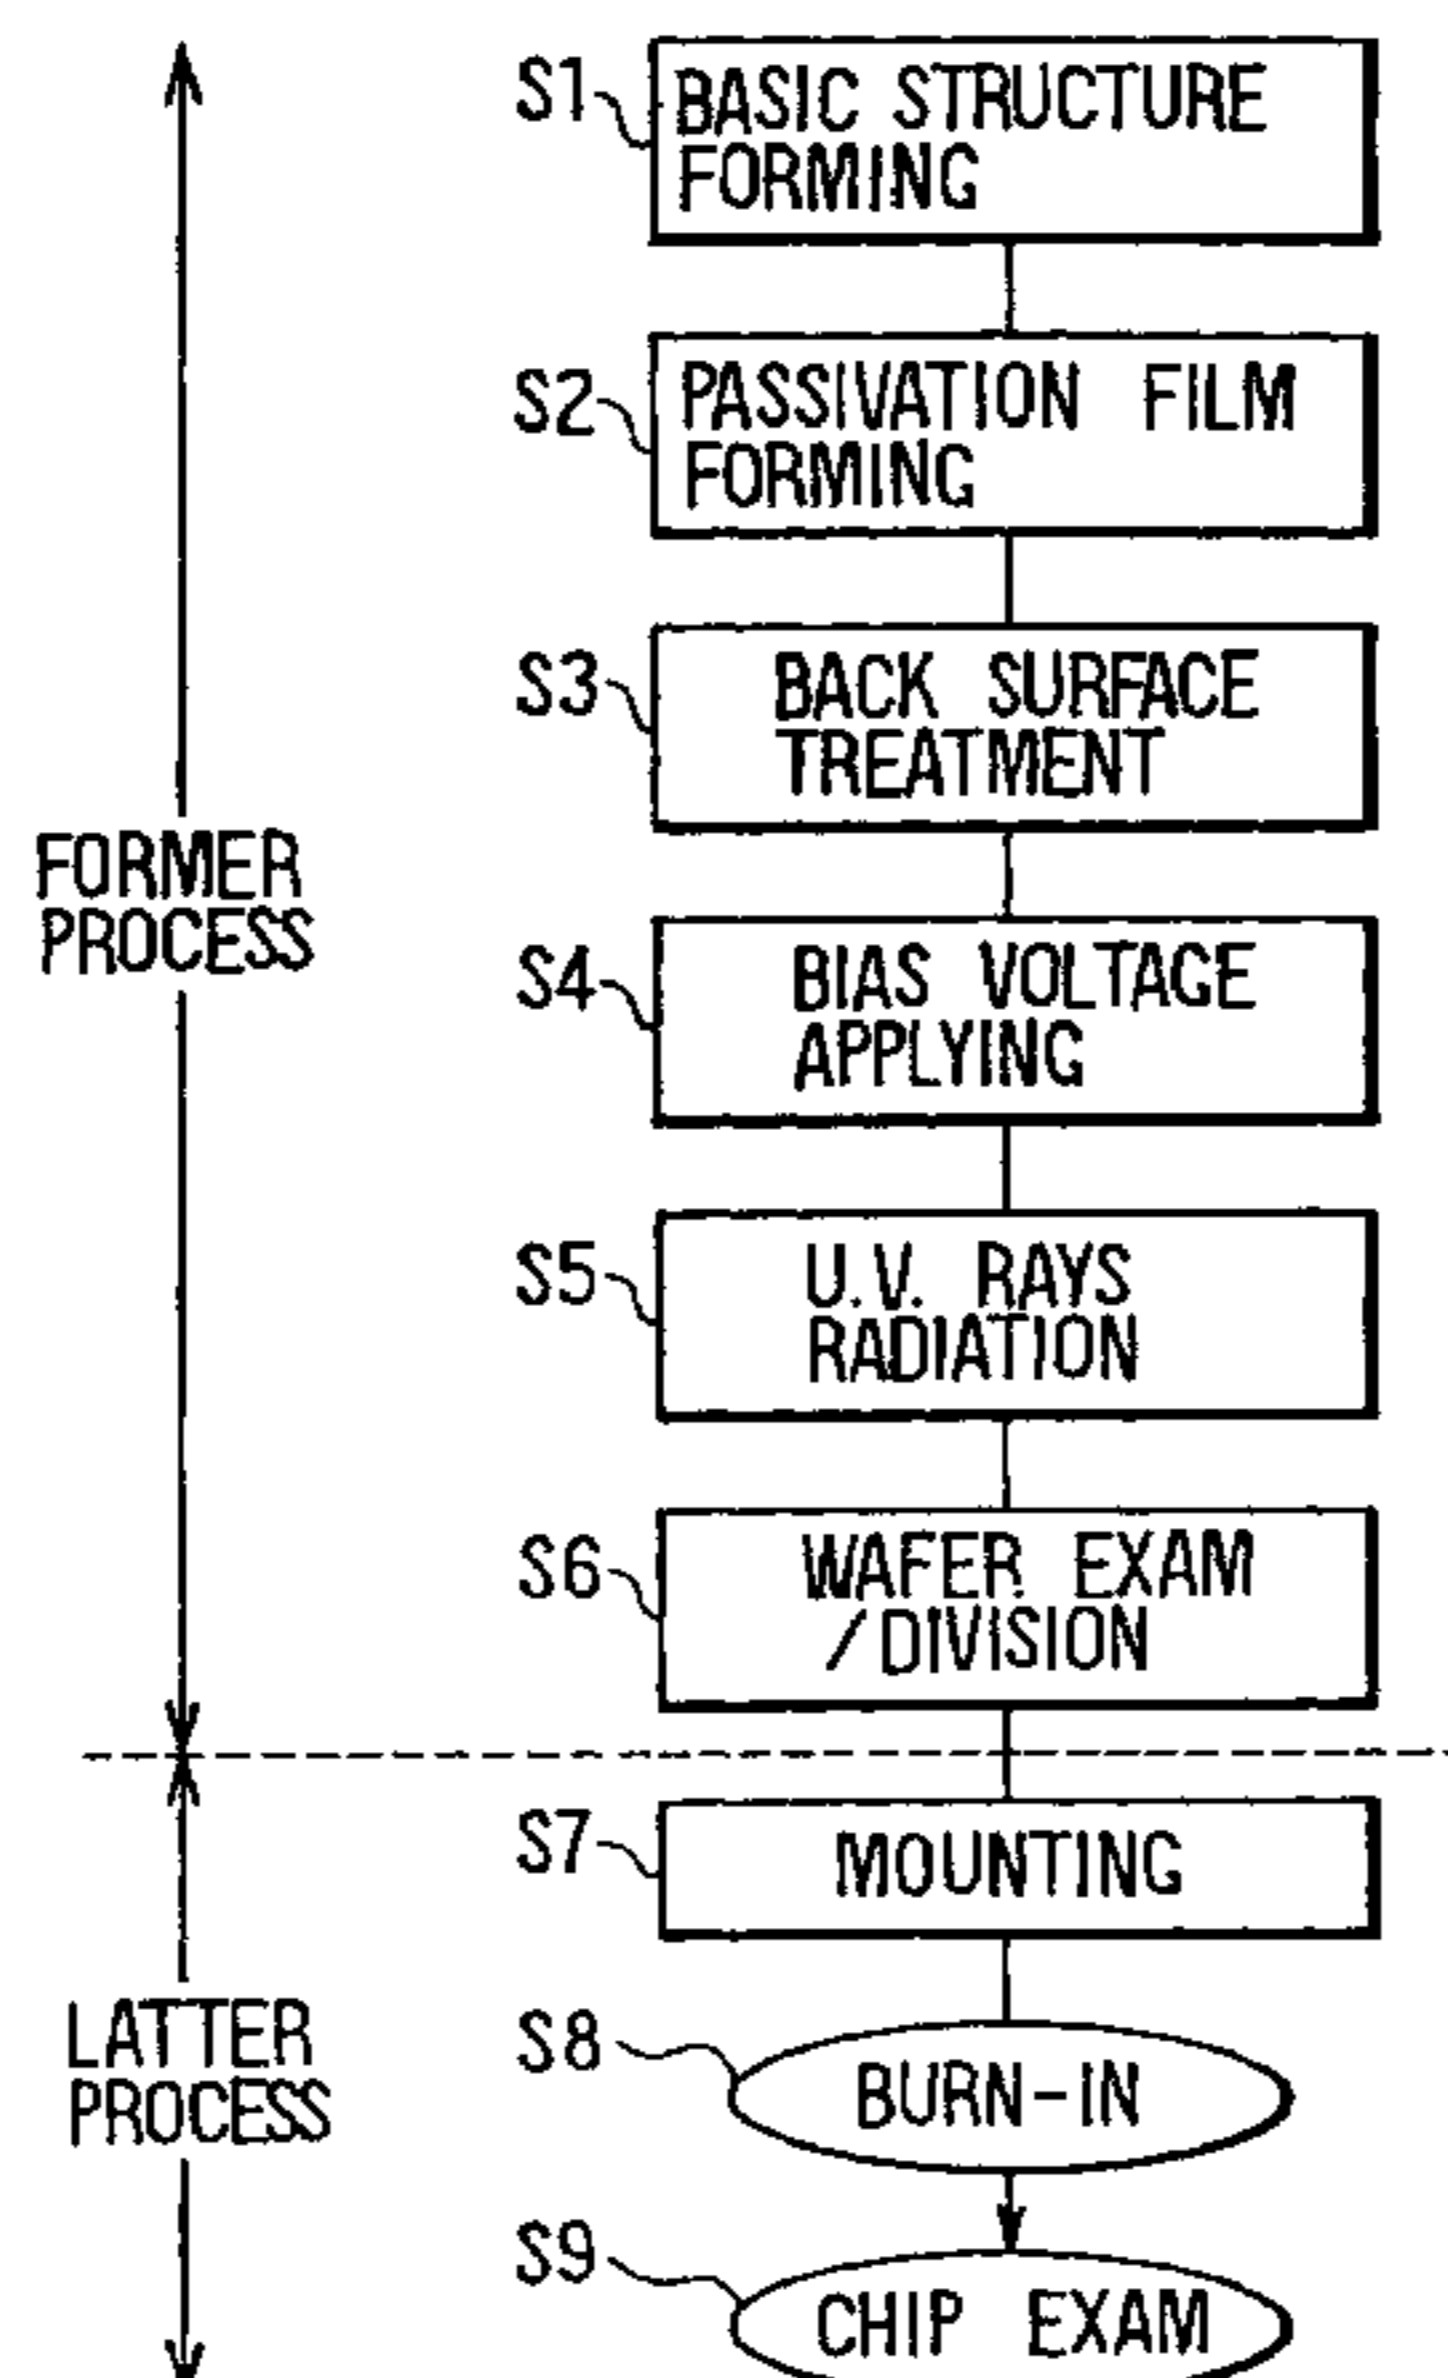 S1
BASIC STRUCTURE
FORMING
S2
PASSIVATION FILM
FORMING
S3
BACK SURFACE
TREATMENT
FORMER
PROCESS
S4
BIAS VOLTAGE
APPLYING
S5
U.V. RAYS
RADIATION
S6
WAFER EXAM
/DIVISION
S7
MOUNTING
LATTER
PROCESS
S8
BURN-IN
S9
CHIP EXAM